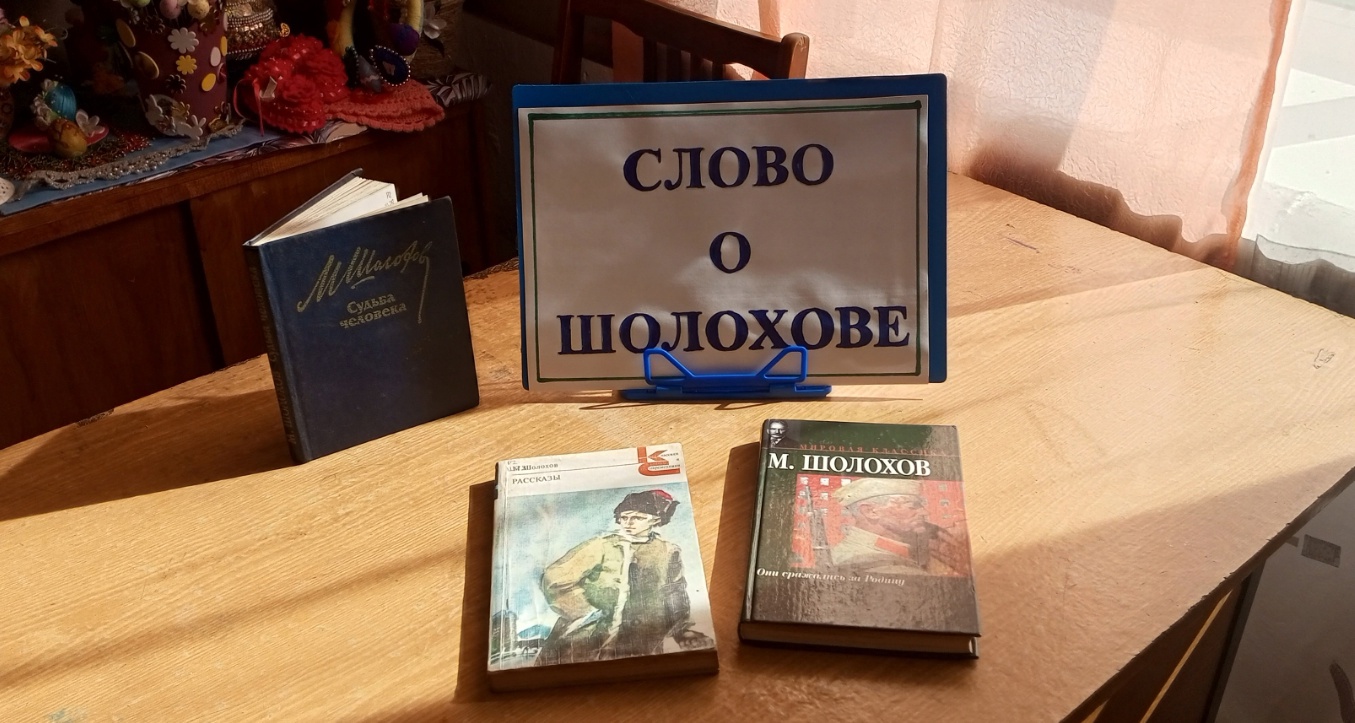 СЛОВО
О
ШОЛОХОВЕ
М Шолохов
Судьба
человека
М. Шолохов
РАССКАЗЫ
МИРОВАЯ КЛАССИКА
М. ШОЛОХОВ
Они сражались за Родину